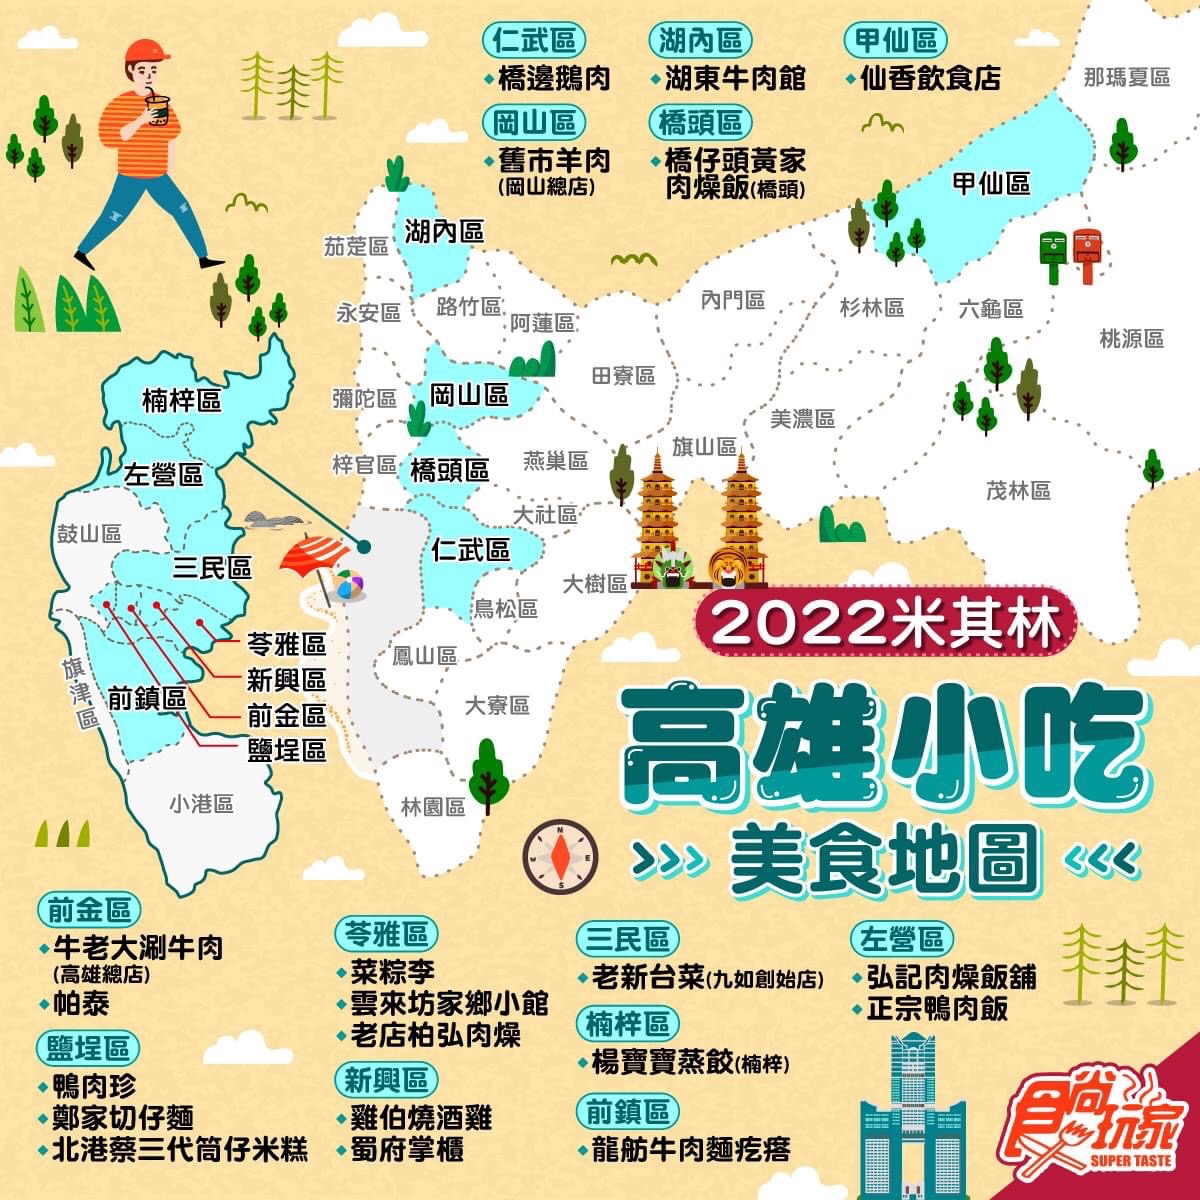 仁武區
橋邊鵝肉
湖內區
湖東牛肉館
甲仙區
仙香飲食店
岡山區
舊市羊肉
(岡山總店)
橋頭區
橋仔頭黃家
肉燥飯(橋頭)
那瑪夏區
甲仙區
湖內區
茄萣區
永安區
路竹區
阿蓮區
內門區
杉林區
六龜區
桃源區
田寮區
岡山區
彌陀區
楠梓區
美濃區
旗山區
燕巢區
梓官區
橋頭區
左營區
茂林區
大社區
鼓山區
仁武區
三民區
大樹區
鳥松區
2022米其林
苓雅區
鳳山區
新興區
旗津區
前鎮區
前金區
大寮區
鹽埕區
高雄小吃
小港區
林園區
美食地圖
N
E
S
W
前金區
牛老大涮牛肉
(高雄總店)
帕泰
鹽埕區
鴨肉珍
鄭家切仔麵
北港蔡三代筒仔米糕
苓雅區
菜粽李
雲來坊家鄉小館
老店柏弘肉燥
新興區
雞伯燒酒雞
蜀府掌櫃
三民區
老新台菜(九如創始店)
楠梓區
楊寶寶蒸餃(楠梓)
前鎮區
龍舫牛肉麵疙瘩
左營區
弘記肉燥飯舖
正宗鴨肉飯
食尚玩家
SUPER TASTE